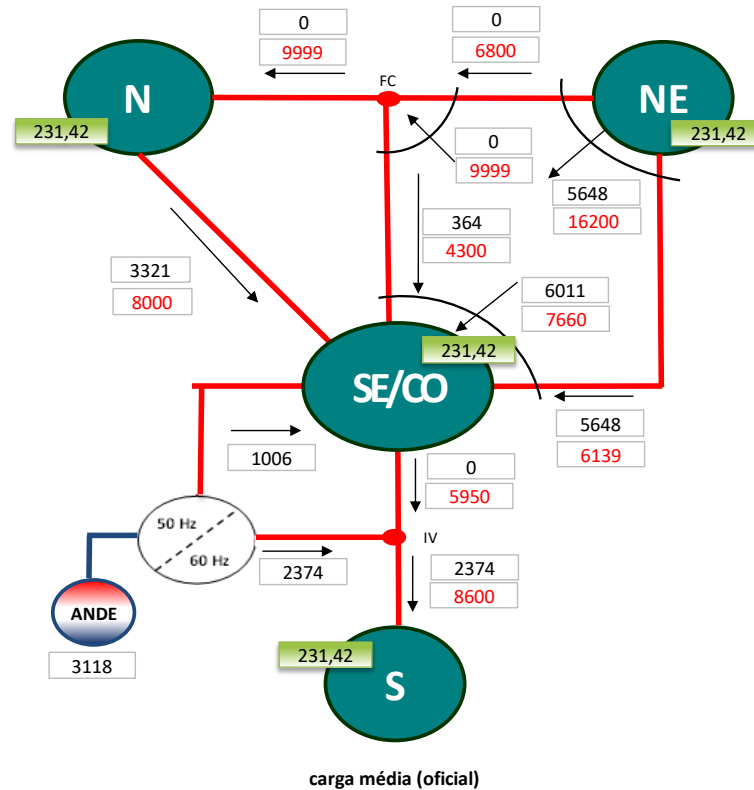 0
9999
0
6800
FC
N
NE
231,42
231,42
0
9999
5648
16200
364
4300
3321
8000
6011
7660
231,42
SE/CO
1006
5648
6139
0
5950
50 Hz
60 Hz
IV
2374
2374
8600
ANDE
3118
231,42
S
carga média (oficial)